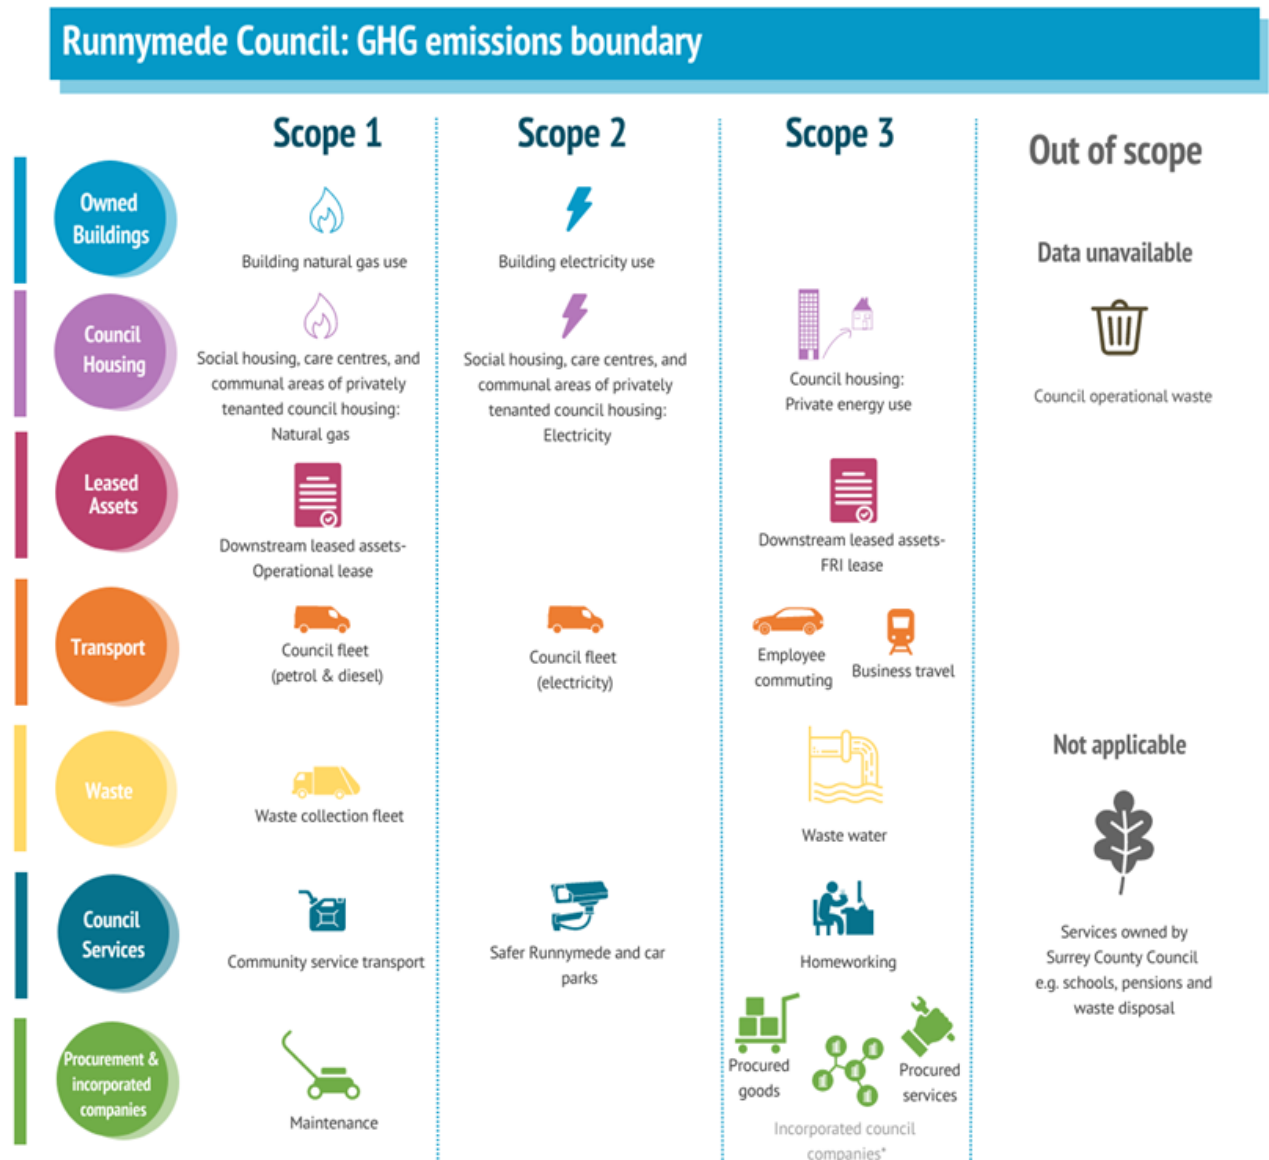 Runnymede Council: GHG emissions boundary
Scope 1
Scope 2
Scope 3
Out of scope
Owned
Buildings
Building natural gas use
Building electricity use
Data unavailable
Council
Housing
Social housing, care centres, and
communal areas of privately
tenanted council housing:
Natural gas
Social housing, care centres, and
communal areas of privately
tenanted council housing:
Electricity
Council housing:
Private energy use
Council operational waste
Leased
Assets
Downstream leased assets-
Operational lease
Downstream leased assets-
FRI lease
Transport
Council fleet
(petrol & diesel)
Council fleet
(electricity)
Employee
commuting
Business travel
Waste
Waste collection fleet
Waste water
Not applicable
Council
Services
Community service transport
Safer Runnymede and car
parks
Homeworking
Services owned by
Surrey County Council
e.g. schools, pensions and
waste disposal
Procurement &
incorporated
companies
Maintenance
Procured
goods
Procured
services
Incorporated council
companies*